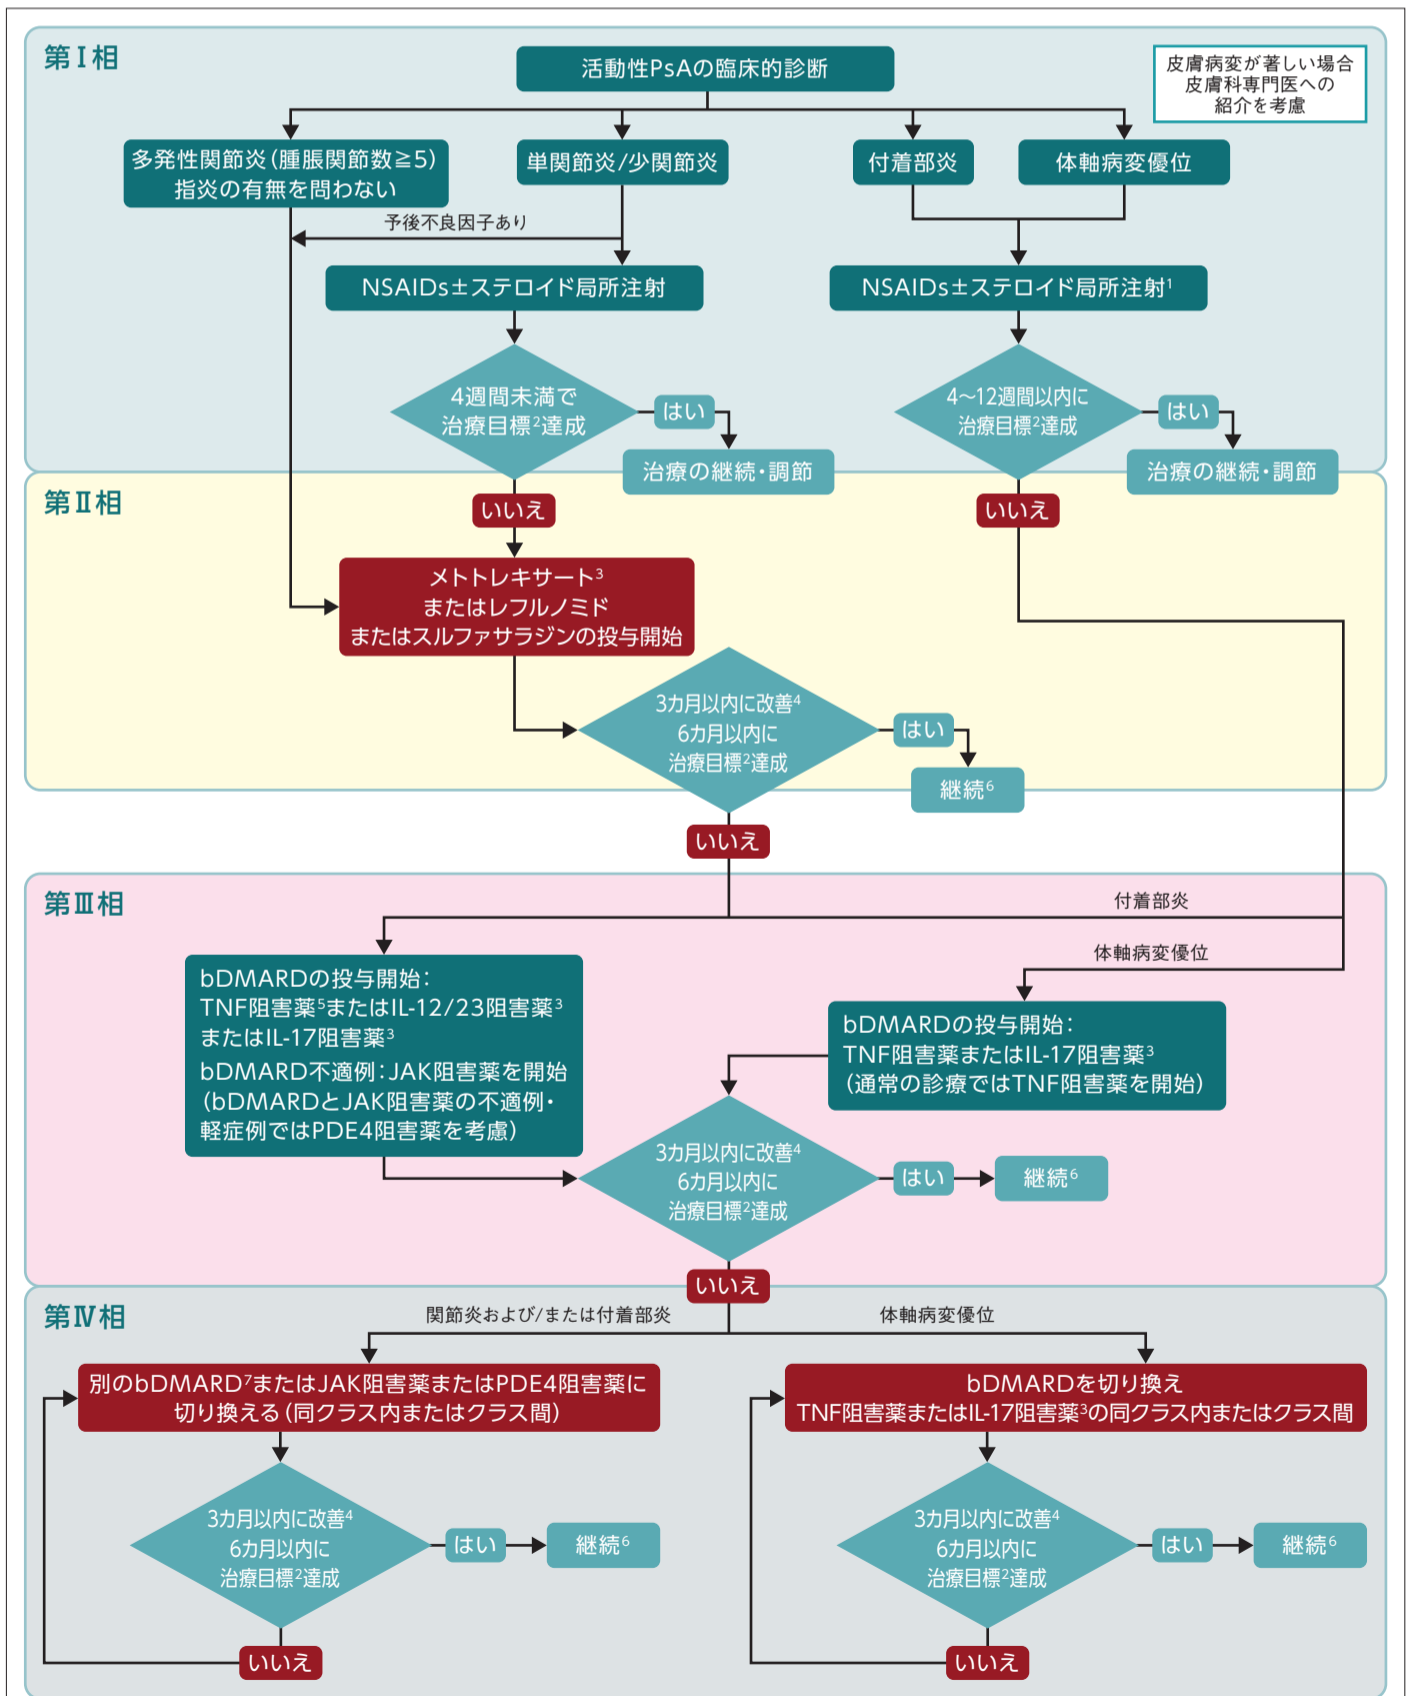 第Ⅰ相
活動性PsAの臨床的診断
皮膚病変が著しい場合
皮膚科専門医への
紹介を考慮
多発性関節炎(腫脹関節数≧5)
指炎の有無を問わない
単関節炎/少関節炎
付着部炎
体軸病変優位
予後不良因子あり
NSAIDs±ステロイド局所注射
NSAIDs±ステロイド局所注射¹
4週間未満で
治療目標²達成
はい
治療の継続・調節
4〜12週間以内に
治療目標²達成
はい
治療の継続・調節
第Ⅱ相
いいえ
いいえ
メトトレキサート³
またはレフルノミド
またはスルファサラジンの投与開始
3カ月以内に改善⁴
6カ月以内に
治療目標²達成
はい
継続⁶
いいえ
第Ⅲ相
付着部炎
体軸病変優位
bDMARDの投与開始:
TNF阻害薬⁵またはIL-12/23阻害薬³
またはIL-17阻害薬³
bDMARD不適例:JAK阻害薬を開始
(bDMARDとJAK阻害薬の不適例・
軽症例ではPDE4阻害薬を考慮)
bDMARDの投与開始:
TNF阻害薬またはIL-17阻害薬³
(通常の診療ではTNF阻害薬を開始)
3カ月以内に改善⁴
6カ月以内に
治療目標²達成
はい
継続⁶
いいえ
第Ⅳ相
関節炎および/または付着部炎
体軸病変優位
別のbDMARD⁷またはJAK阻害薬またはPDE4阻害薬に
切り換える(同クラス内またはクラス間)
bDMARDを切り換え
TNF阻害薬またはIL-17阻害薬³の同クラス内またはクラス間
3カ月以内に改善⁴
6カ月以内に
治療目標²達成
はい
継続⁶
いいえ
3カ月以内に改善⁴
6カ月以内に
治療目標²達成
はい
継続⁶
いいえ